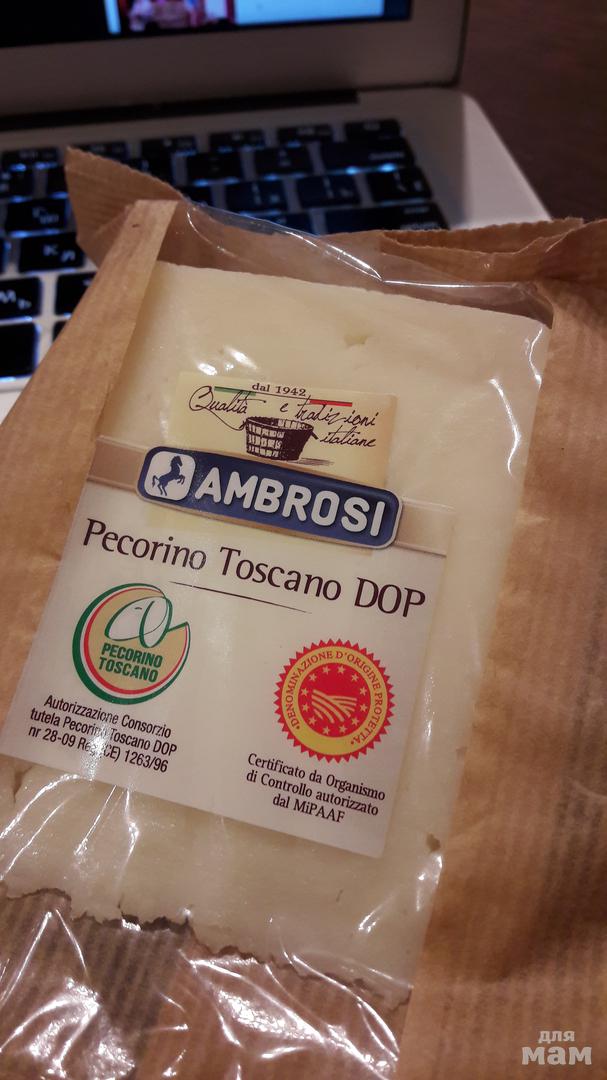 dal 1942
Qualità e tradizioni
italiane
AMBROSI
Pecorino Toscano DOP
PECORINO
TOSCANO
Autorizzazione Consorzio
tutela Pecorino Toscano DOP
nr 28-09 Reg.(CE) 1263/96
DENOMINAZIONE D'ORIGINE PROTETTA
Certificato da Organismo
di Controllo autorizzato
dal MiPAAF
для
мам